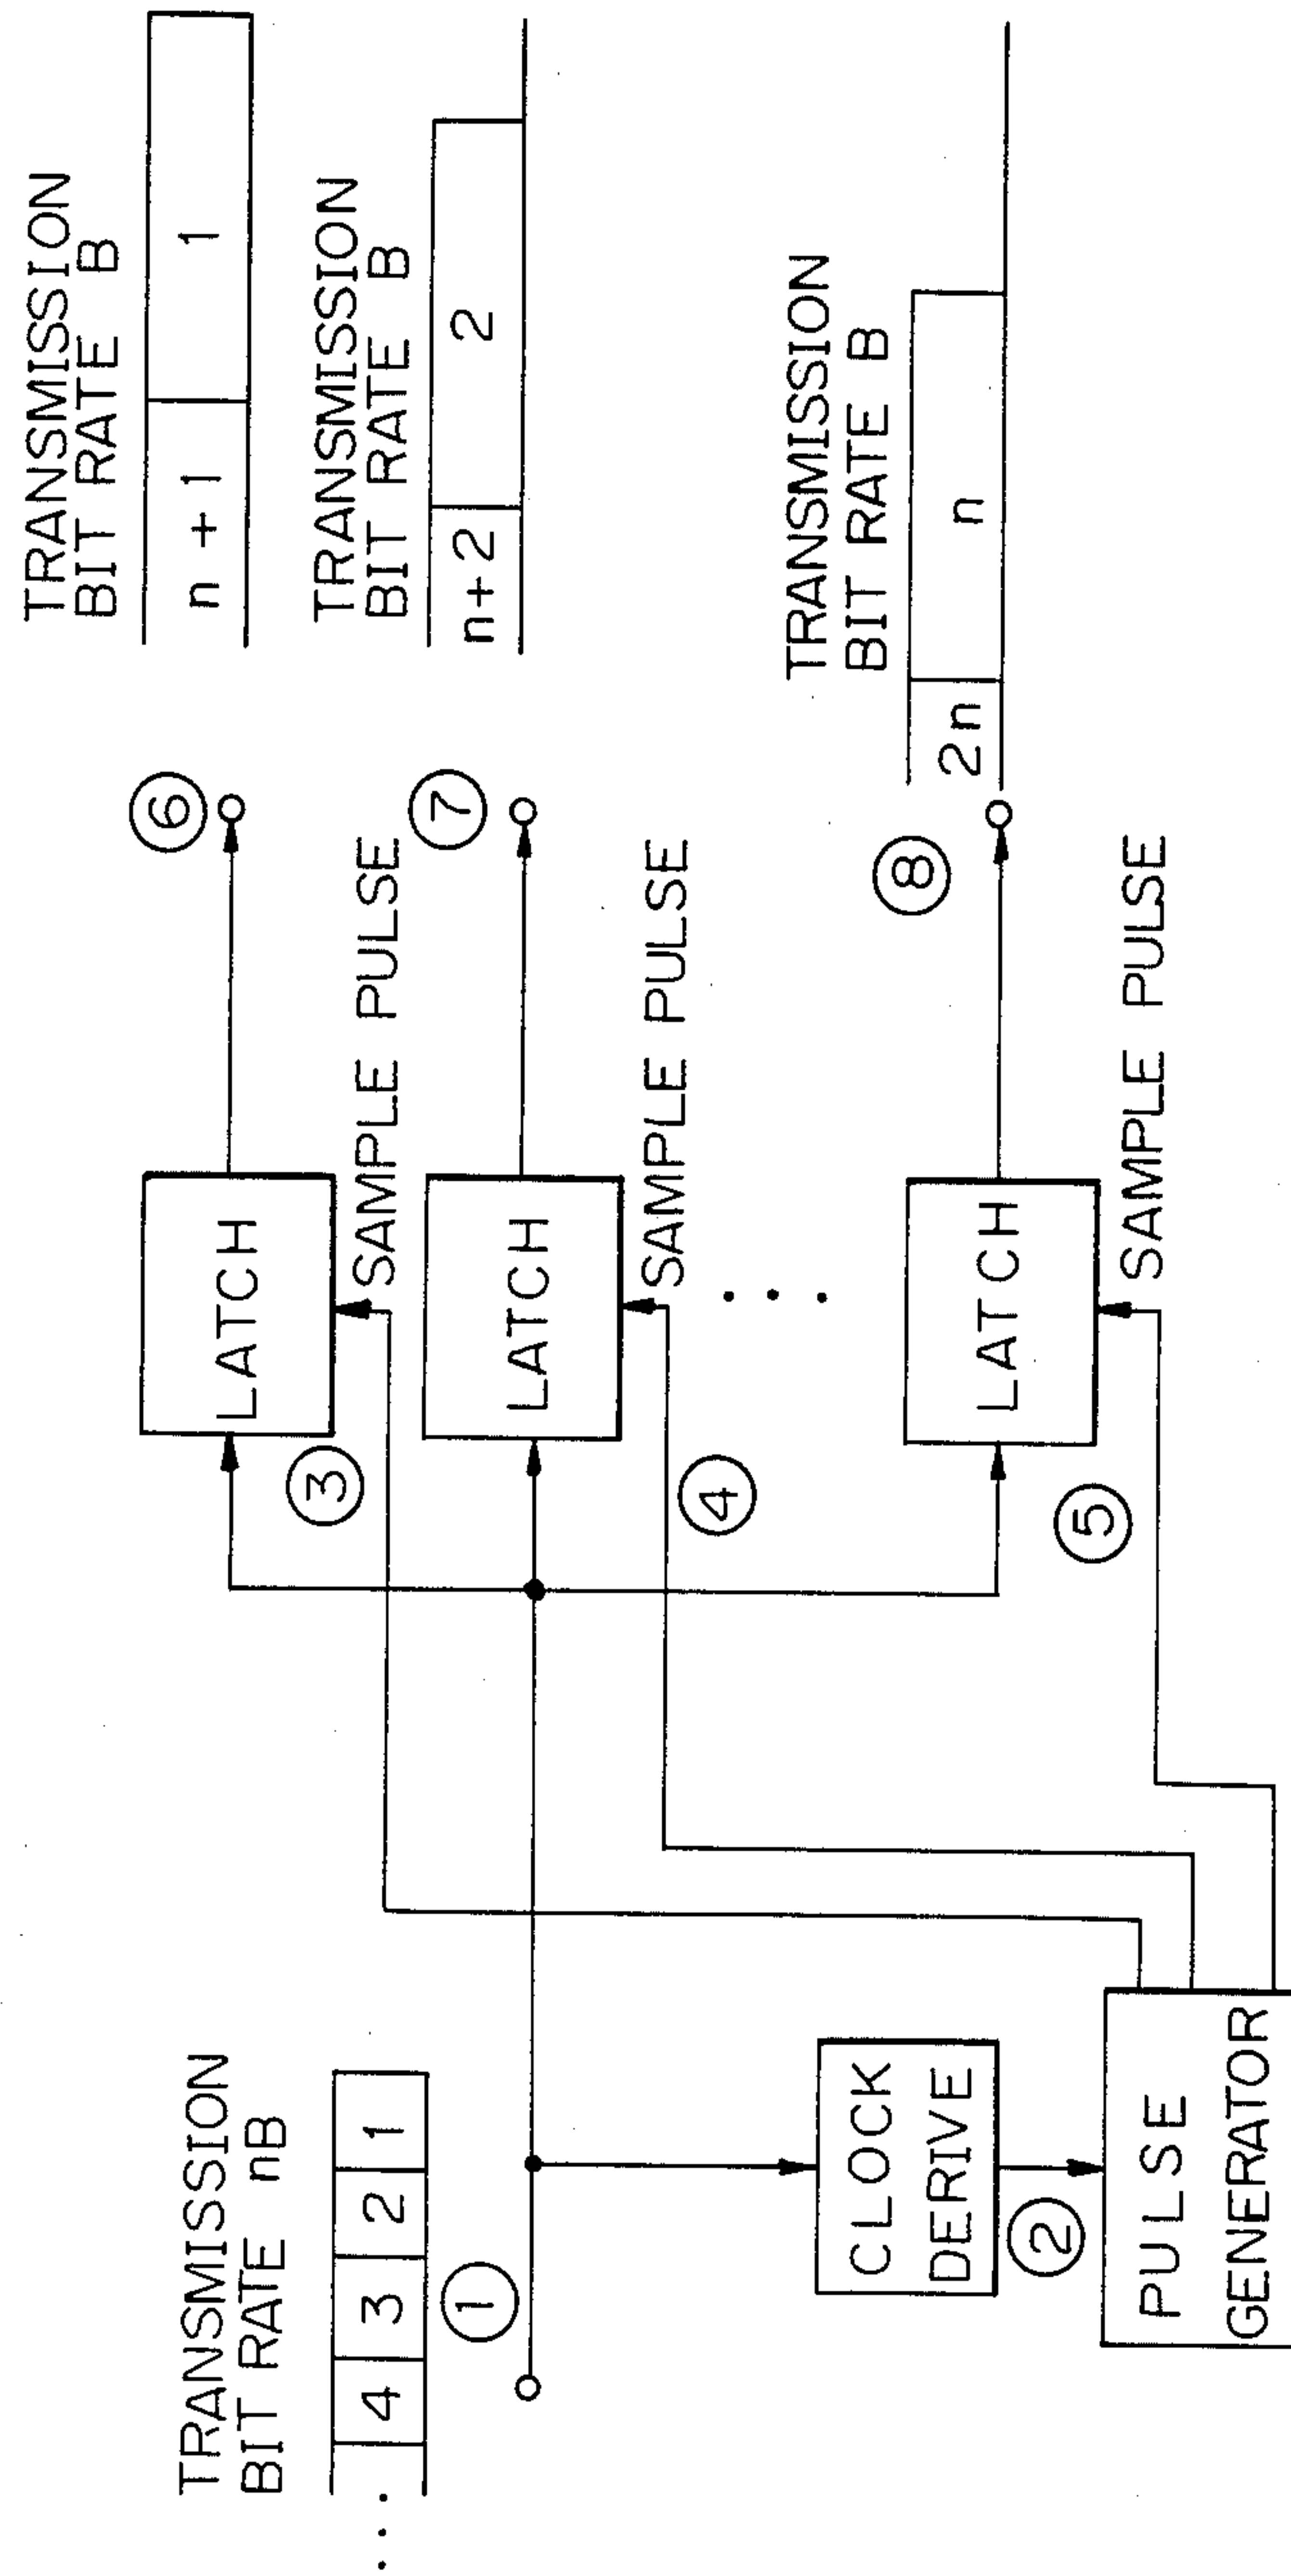 TRANSMISSION
BIT RATE nB
... 4 3 2 1
①
CLOCK
DERIVE
②
PULSE
GENERATOR
③
④
⑤
LATCH
SAMPLE PULSE
LATCH
SAMPLE PULSE
LATCH
SAMPLE PULSE
⑥
⑦
⑧
TRANSMISSION
BIT RATE B
n+1 1
TRANSMISSION
BIT RATE B
n+2 2
TRANSMISSION
BIT RATE B
2n n